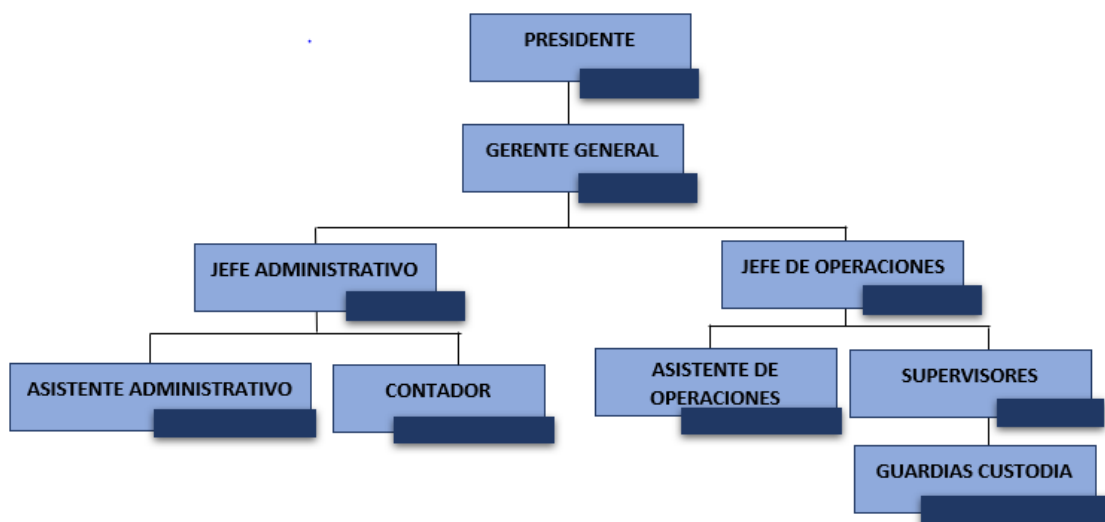 PRESIDENTE
GERENTE GENERAL
JEFE ADMINISTRATIVO
JEFE DE OPERACIONES
ASISTENTE ADMINISTRATIVO
CONTADOR
ASISTENTE DE
OPERACIONES
SUPERVISORES
GUARDIAS CUSTODIA